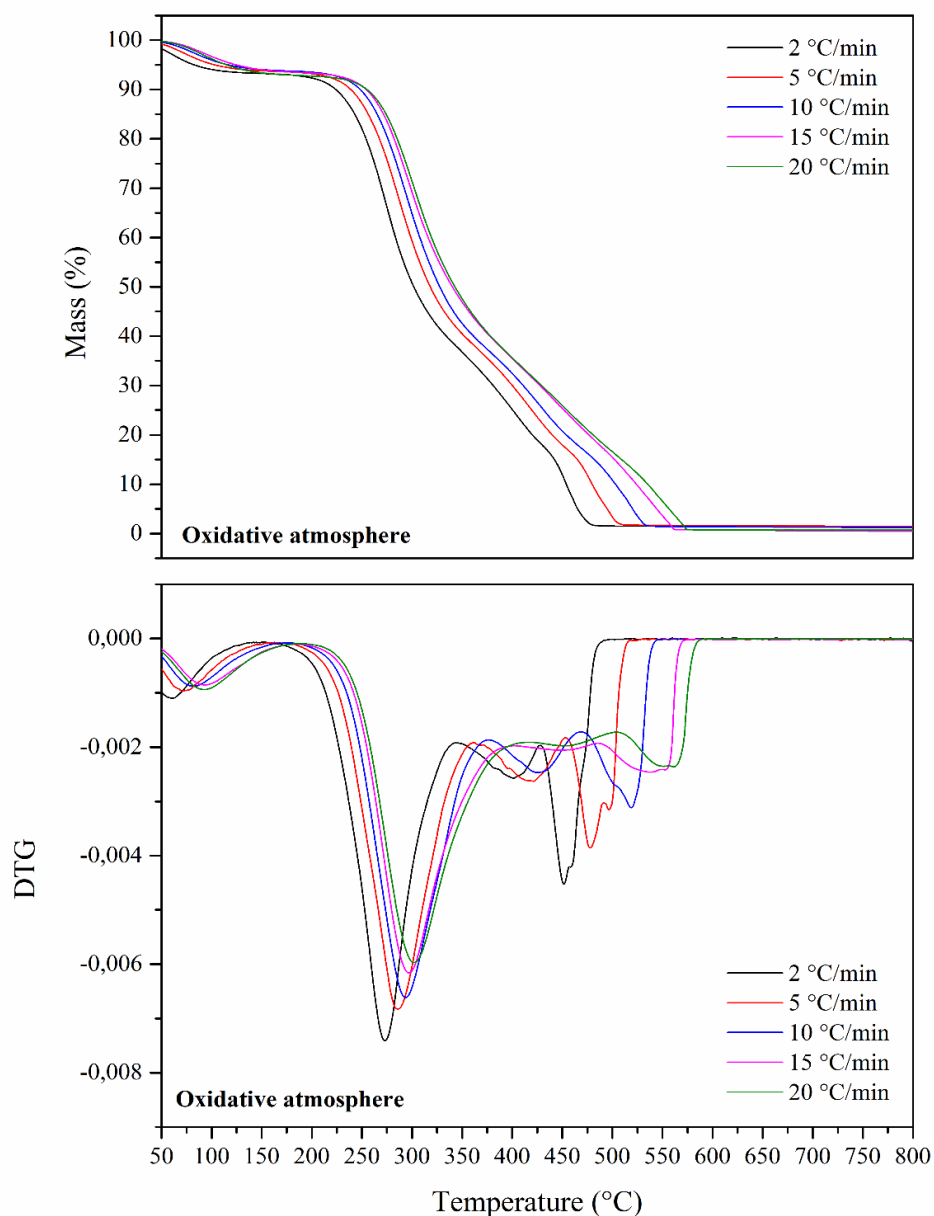 100
90
80
70
60
50
40
30
20
10
0
Mass (%)
2 °C/min
5 °C/min
10 °C/min
15 °C/min
20 °C/min
Oxidative atmosphere
0,000
-0,002
-0,004
-0,006
-0,008
DTG
2 °C/min
5 °C/min
10 °C/min
15 °C/min
20 °C/min
Oxidative atmosphere
50 100 150 200 250 300 350 400 450 500 550 600 650 700 750 800
Temperature (°C)